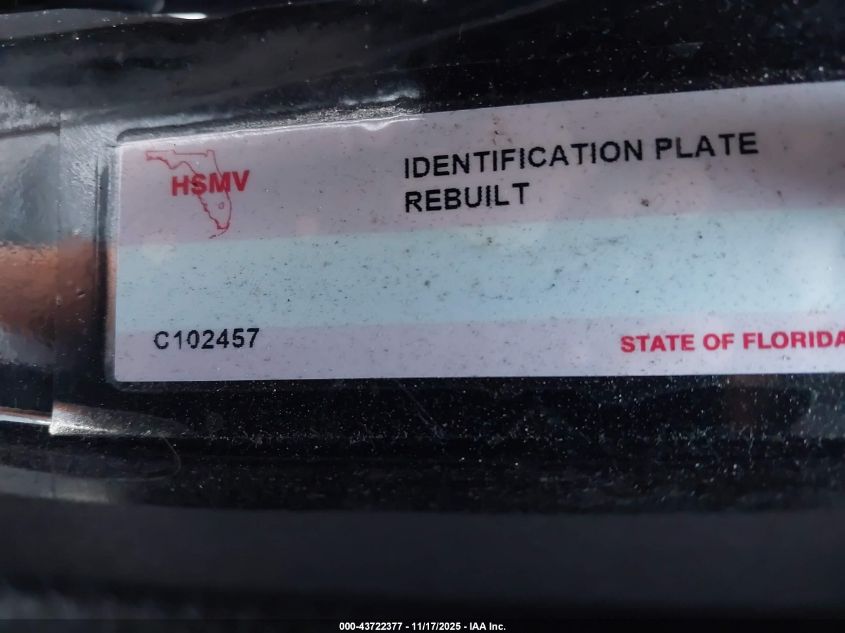 HSMV
IDENTIFICATION PLATE
REBUILT
C102457
STATE OF FLORIDA
000-43722377 - 11/17/2025 - IAA Inc.